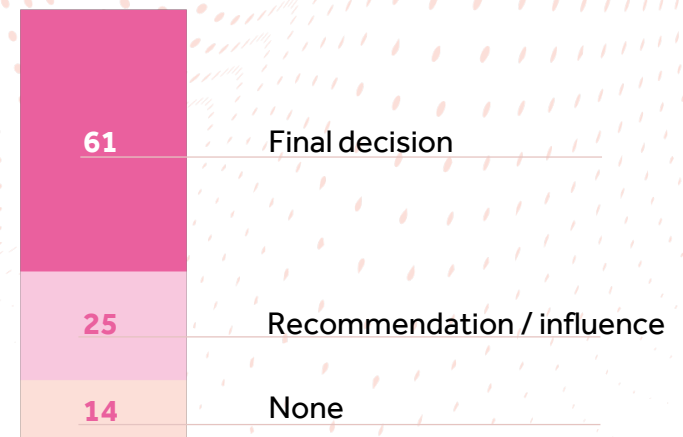 61 Final decision
25 Recommendation / influence
14 None